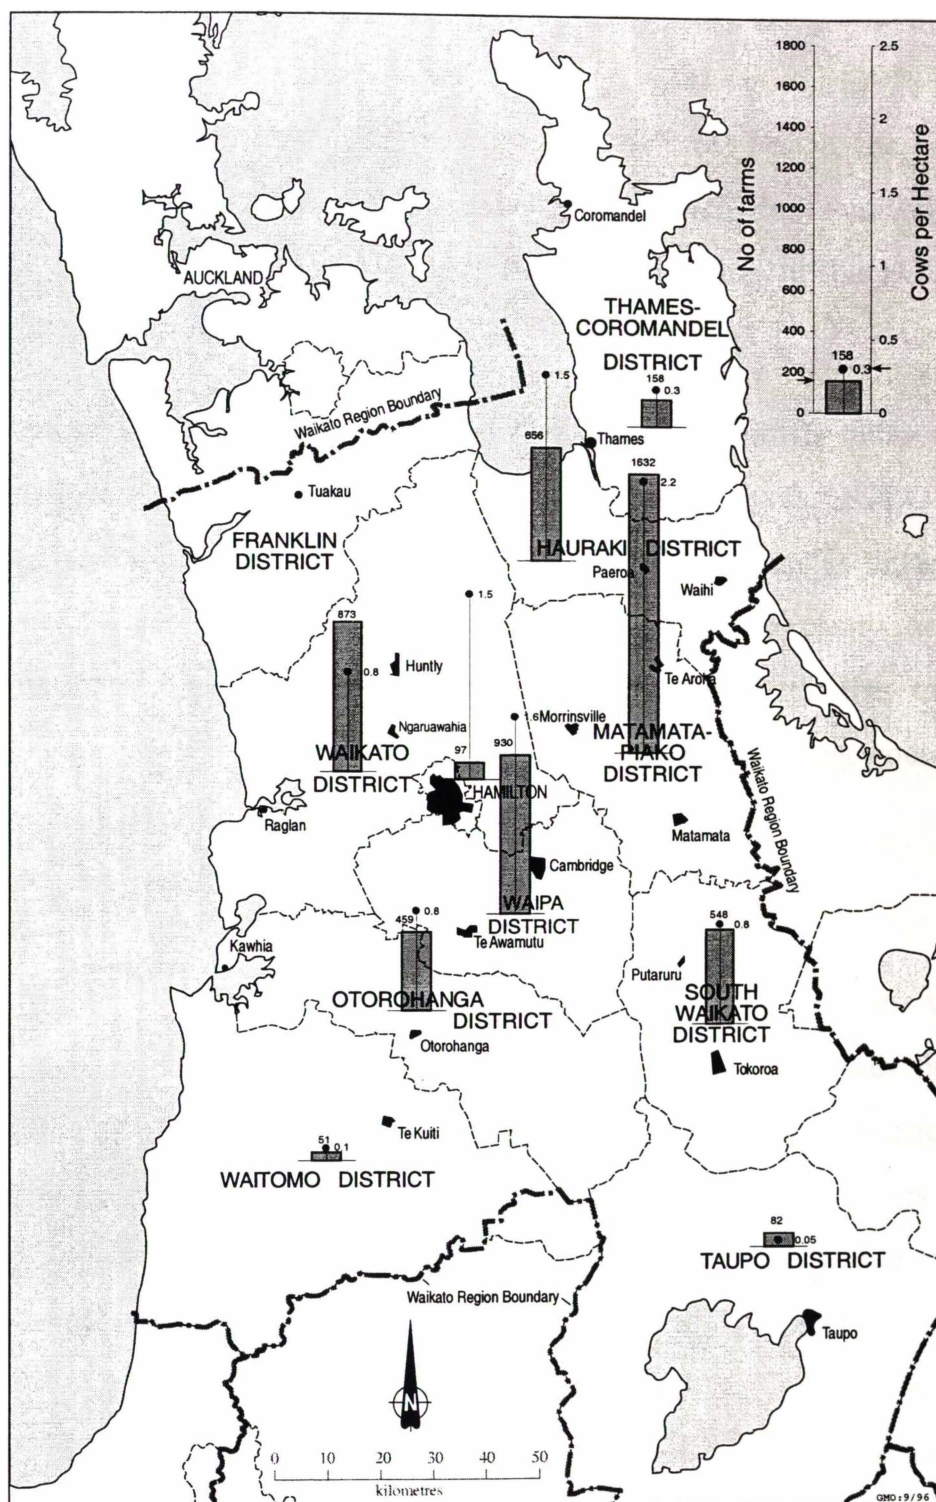 1800
2.5
1600
1400
2
1200
No of farms
1.5
Cows per Hectare
Coromandel
1000
AUCKLAND
800
1
THAMES-
COROMANDEL
DISTRICT
600
400
0.5
158
200
0.3
0
0
158
0.3
1.5
Waikato Region Boundary
656
Thames
1632
2.2
Tuakau
FRANKLIN
DISTRICT
HAURAKI DISTRICT
Paeroa
Waihi
1.5
873
0.8
Huntly
Te Aroha
Ngaruawahia
.6
Morrinsville
WAIKATO
DISTRICT
97
930
MATAMATA-
PIAKO
DISTRICT
Waikato Region Boundary
HAMILTON
Raglan
Matamata
Cambridge
WAIPA
DISTRICT
0.8
459
Te Awamutu
548
0.8
Kawhia
Putaruru
OTOROHANGA
DISTRICT
SOUTH
WAIKATO
DISTRICT
Otorohanga
Tokoroa
Te Kuiti
51
0.1
WAITOMO DISTRICT
82
0.05
TAUPO DISTRICT
Waikato Region Boundary
Taupo
N
0 10 20 30 40 50
kilometres
GMO:9/96